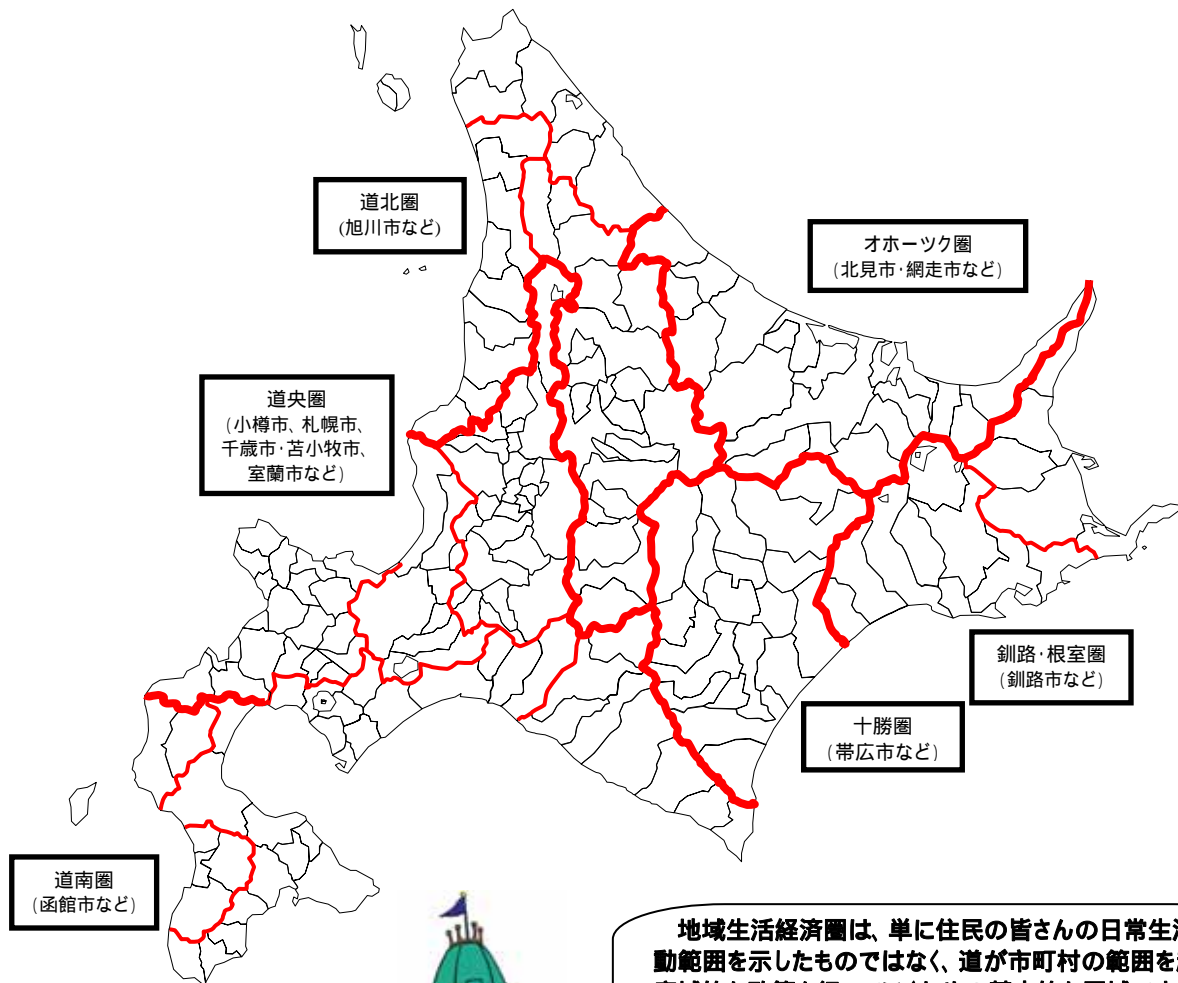 道北圏
(旭川市など)
オホーツク圏
(北見市・網走市など)
道央圏
(小樽市、札幌市、
千歳市・苫小牧市、
室蘭市など)
釧路・根室圏
(釧路市など)
十勝圏
(帯広市など)
道南圏
(函館市など)
地域生活経済圏は、単に住民の皆さんの日常生活
動範囲を示したものではなく、道が市町村の範囲を